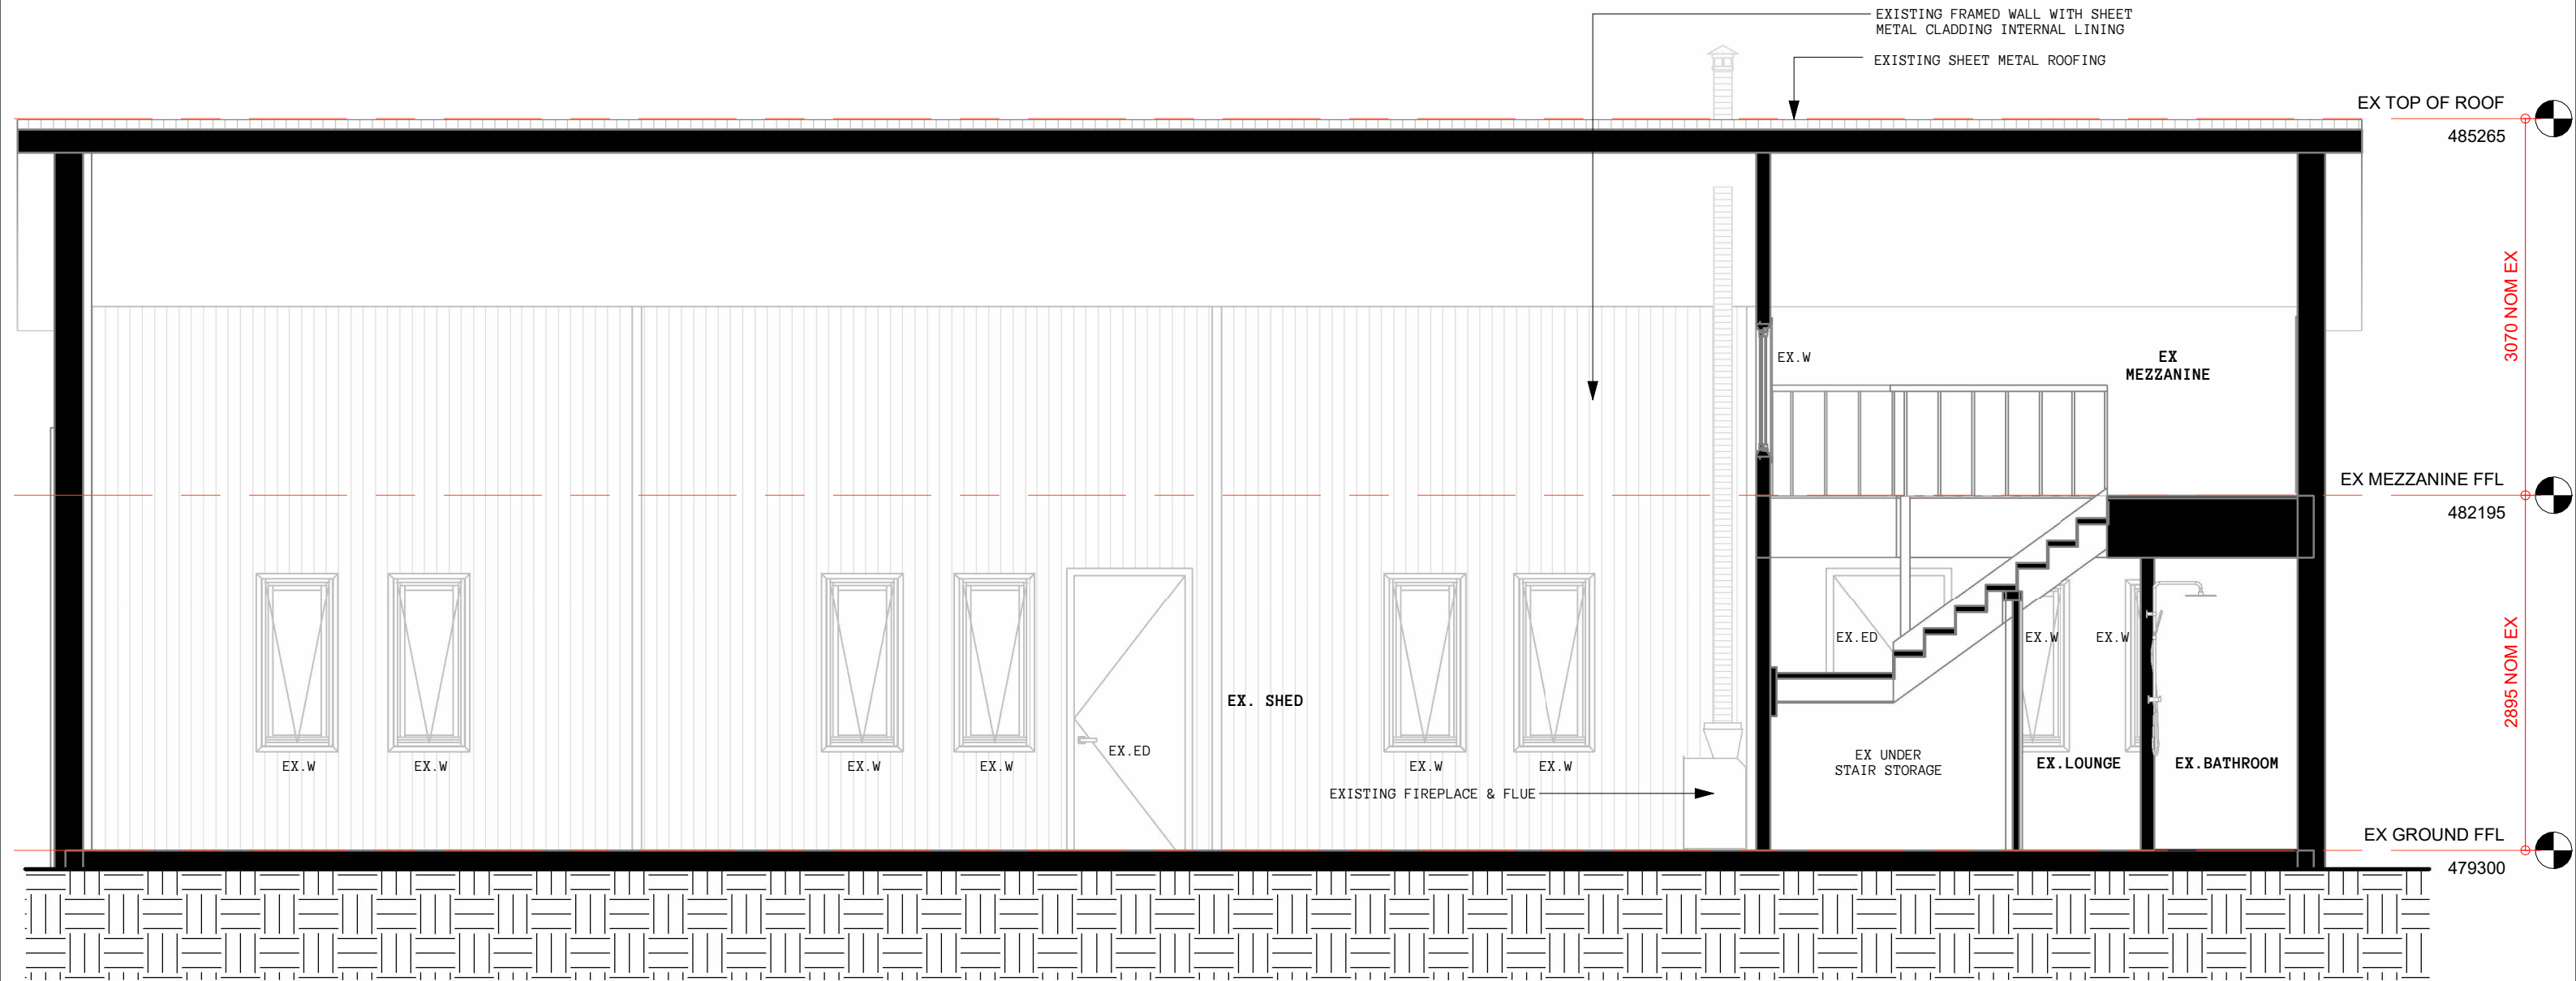 EXISTING FRAMED WALL WITH SHEET
METAL CLADDING INTERNAL LINING
EXISTING SHEET METAL ROOFING
EX TOP OF ROOF
485265
3070 NOM EX
EX.W
EX
MEZZANINE
EX MEZZANINE FFL
482195
2895 NOM EX
EX.ED
EX.W
EX.W
EX. SHED
EX.ED
EX.W
EX.W
EX.W
EX.W
EX.W
EX.W
EX UNDER
STAIR STORAGE
EX.LOUNGE
EX.BATHROOM
EXISTING FIREPLACE & FLUE
EX GROUND FFL
479300